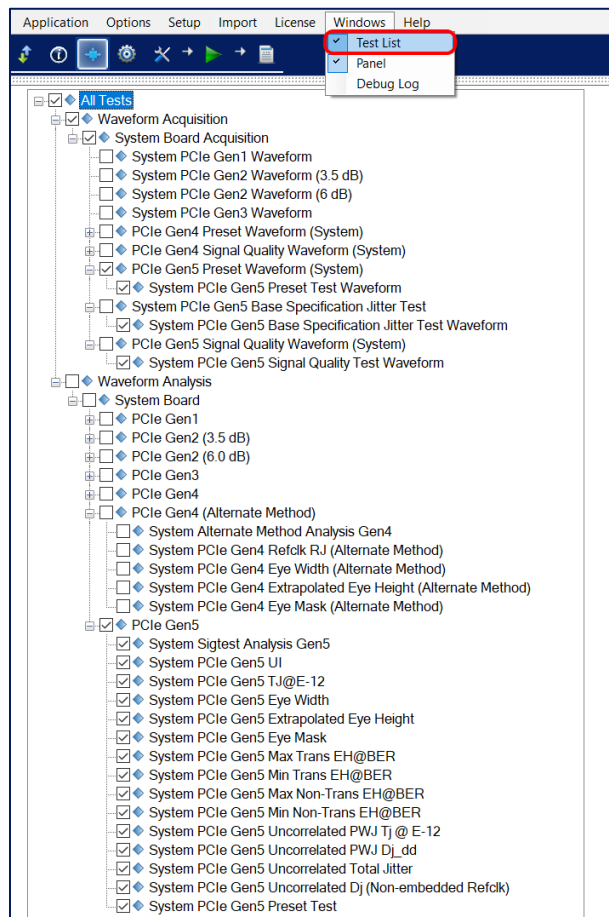 Application Options Setup Import License Windows Help
Test List
Panel
Debug Log
All Tests
Waveform Acquisition
System Board Acquisition
System PCIe Gen1 Waveform
System PCIe Gen2 Waveform (3.5 dB)
System PCIe Gen2 Waveform (6 dB)
System PCIe Gen3 Waveform
PCIe Gen4 Preset Waveform (System)
PCIe Gen4 Signal Quality Waveform (System)
PCIe Gen5 Preset Waveform (System)
System PCIe Gen5 Preset Test Waveform
System PCIe Gen5 Base Specification Jitter Test
System PCIe Gen5 Base Specification Jitter Test Waveform
PCIe Gen5 Signal Quality Waveform (System)
System PCIe Gen5 Signal Quality Test Waveform
Waveform Analysis
System Board
PCIe Gen1
PCIe Gen2 (3.5 dB)
PCIe Gen2 (6.0 dB)
PCIe Gen3
PCIe Gen4
PCIe Gen4 (Alternate Method)
System Alternate Method Analysis Gen4
System PCIe Gen4 Refclk RJ (Alternate Method)
System PCIe Gen4 Eye Width (Alternate Method)
System PCIe Gen4 Extrapolated Eye Height (Alternate Method)
System PCIe Gen4 Eye Mask (Alternate Method)
PCIe Gen5
System Sigtest Analysis Gen5
System PCIe Gen5 UI
System PCIe Gen5 TJ@E-12
System PCIe Gen5 Eye Width
System PCIe Gen5 Extrapolated Eye Height
System PCIe Gen5 Eye Mask
System PCIe Gen5 Max Trans EH@BER
System PCIe Gen5 Min Trans EH@BER
System PCIe Gen5 Max Non-Trans EH@BER
System PCIe Gen5 Min Non-Trans EH@BER
System PCIe Gen5 Uncorrelated PWJ Tj @ E-12
System PCIe Gen5 Uncorrelated PWJ Dj_dd
System PCIe Gen5 Uncorrelated Total Jitter
System PCIe Gen5 Uncorrelated Dj (Non-embedded Refclk)
System PCIe Gen5 Preset Test